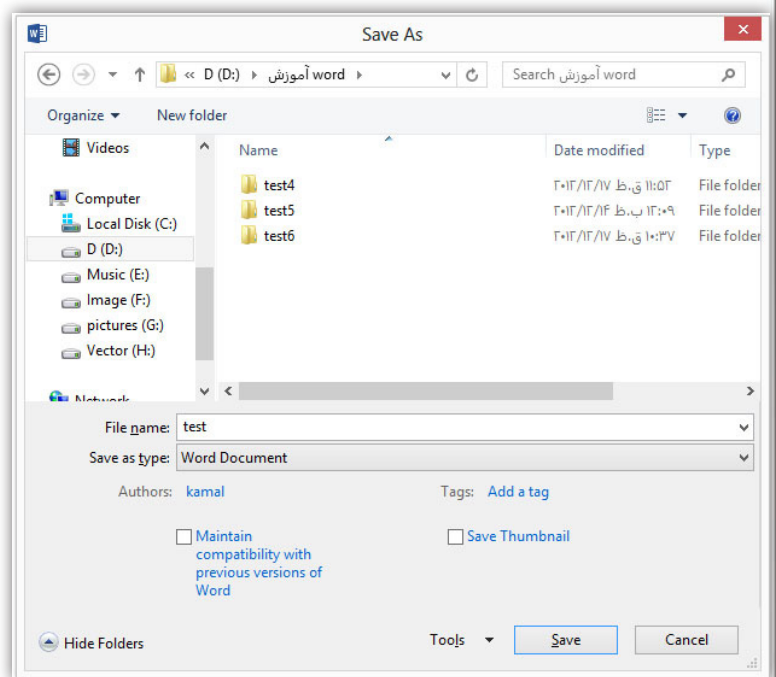 Save As
« D (D:) آموزش word
Search آموزش word
Organize New folder
Videos Name Date modified Type
test4 ۲۰۱۲/۱۲/۱۷ ق.ظ ۱۱:۵۲ File folder
Computer
test5 ۲۰۱۲/۱۲/۱۴ ب.ظ ۱۲:۰۹ File folder
Local Disk (C:)
test6 ۲۰۱۲/۱۲/۱۷ ق.ظ ۱۰:۳۷ File folder
D (D:)
Music (E:)
Image (F:)
pictures (G:)
Vector (H:)
Network
File name: test
Save as type: Word Document
Authors: kamal Tags: Add a tag
Maintain Save Thumbnail
compatibility with
previous versions of
Word
Hide Folders Tools Save Cancel